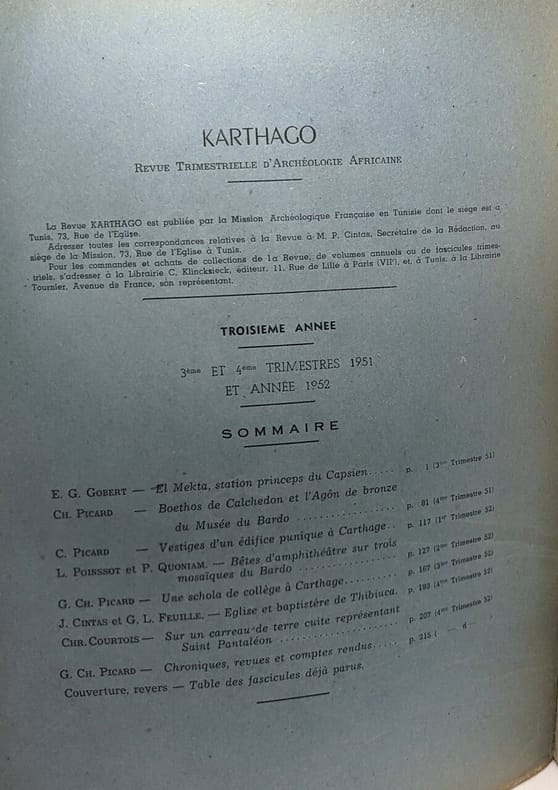 KARTHAGO
Revue Trimestrielle d'Archéologie Africaine
La Revue KARTHAGO est publiée par la Mission Archéologique Française en Tunisie dont le siège est à
Tunis, 73, Rue de l'Eglise.
Adresser toutes les correspondances relatives à la Revue à M. P. Cintas, Secrétaire de la Rédaction, au
siège de la Mission, 73, Rue de l'Eglise à Tunis.
Pour les commandes et achats de collections de la Revue, de volumes annuels ou de fascicules trimes-
triels, s'adresser à la Librairie C. Klincksieck, éditeur, 11, Rue de Lille à Paris (VIIe), et, à Tunis, à la Librairie
Tournier, Avenue de France, son représentant.
TROISIEME ANNEE
3ème ET 4ème TRIMESTRES 1951
ET ANNÉE 1952
SOMMAIRE
E. G. Gobert — El Mekta, station princeps du Capsien ..... p. 1 (3ème Trimestre 51)
Ch. Picard — Boethos de Calchedon et l'Agôn de bronze
du Musée du Bardo .............. p. 81 (4ème Trimestre 51)
C. Picard — Vestiges d'un édifice punique à Carthage.. p. 117 (1er Trimestre 52)
L. Poinssot et P. Quoniam. — Bêtes d'amphithéâtre sur trois
mosaïques du Bardo .............. p. 127 (2ème Trimestre 52)
G. Ch. Picard — Une schola de collège à Carthage......... p. 167 (3ème Trimestre 52)
J. Cintas et G. L. Feuille. — Eglise et baptistère de Thibiuca. p. 193 (4ème Trimestre 52)
Chr. Courtois — Sur un carreau de terre cuite représentant
Saint Pantaléon .................. p. 207 (4ème Trimestre 52)
G. Ch. Picard — Chroniques, revues et comptes rendus .... p. 215 ( — d —
Couverture, revers — Table des fascicules déjà parus.